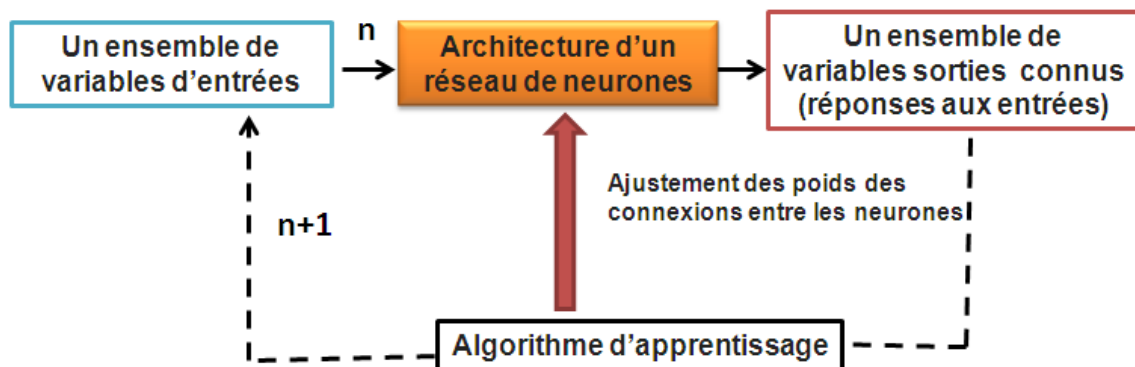 Un ensemble de
variables d'entrées
n
Architecture d'un
réseau de neurones
Un ensemble de
variables sorties connus
(réponses aux entrées)
Ajustement des poids des
connexions entre les neurones
n+1
Algorithme d'apprentissage